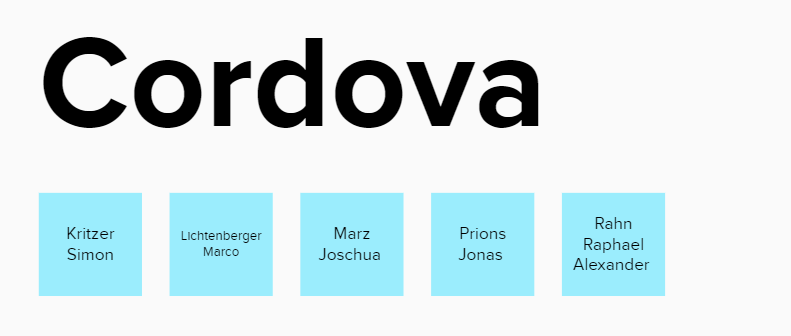 Cordova
Kritzer
Simon
Lichtenberger
Marco
Marz
Joschua
Prions
Jonas
Rahn
Raphael
Alexander